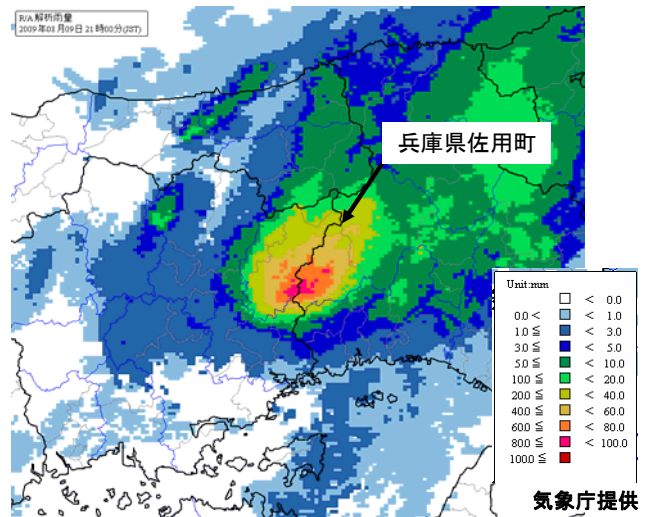 R/A 解析雨量
2009年08月09日 21時00分(JST)
兵庫県佐用町
Unit:mm
< 0.0
0.0 < < 1.0
1.0 ≦ < 3.0
3.0 ≦ < 5.0
5.0 ≦ < 10.0
10.0 ≦ < 20.0
20.0 ≦ < 40.0
40.0 ≦ < 60.0
60.0 ≦ < 80.0
80.0 ≦ < 100.0
100.0 ≦
気象庁提供